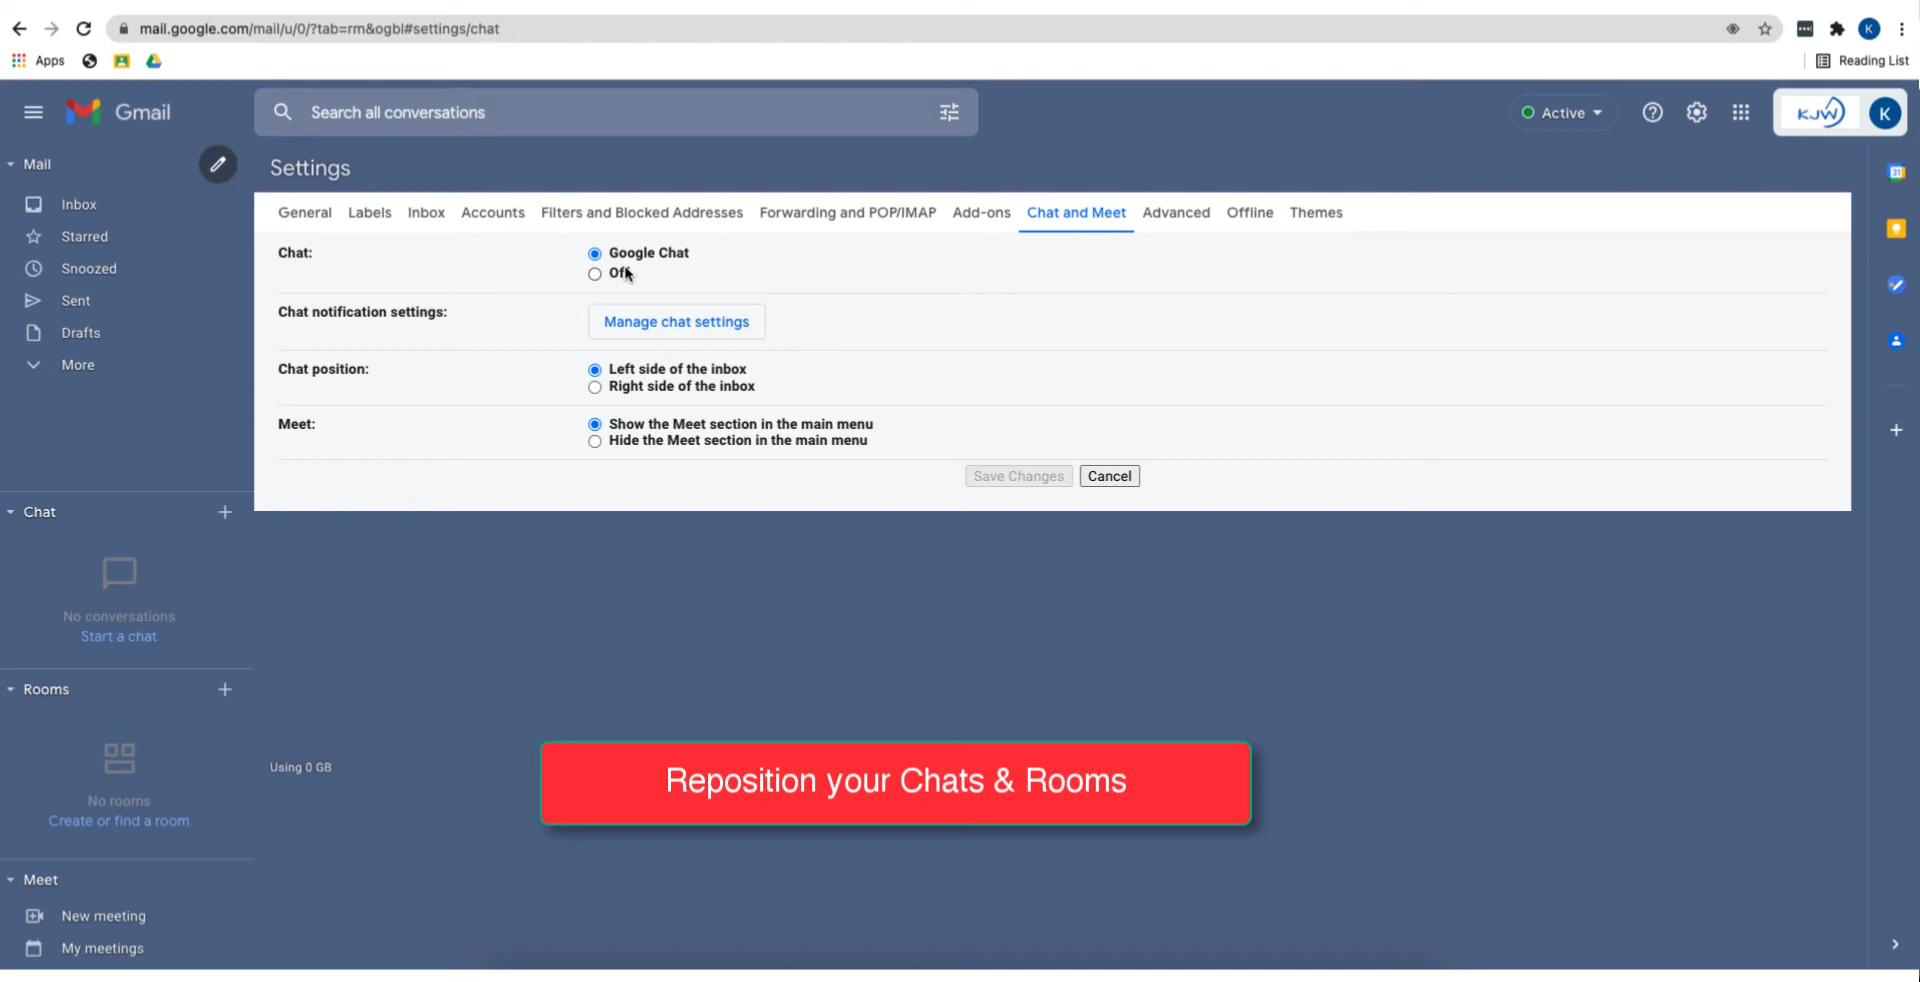 mail.google.com/mail/u/0/?tab=rm&ogbl#settings/chat
K
Apps
Reading List
Gmail
Search all conversations
Active
KJW
K
Mail
Settings
31
Inbox
Starred
Snoozed
Sent
Drafts
More
General Labels Inbox Accounts Filters and Blocked Addresses Forwarding and POP/IMAP Add-ons Chat and Meet Advanced Offline Themes
Chat:
Google Chat
Off
Chat notification settings:
Manage chat settings
Chat position:
Left side of the inbox
Right side of the inbox
Meet:
Show the Meet section in the main menu
Hide the Meet section in the main menu
Save Changes Cancel
Chat
No conversations
Start a chat
Rooms
No rooms
Create or find a room
Using 0 GB
Reposition your Chats & Rooms
Meet
New meeting
My meetings